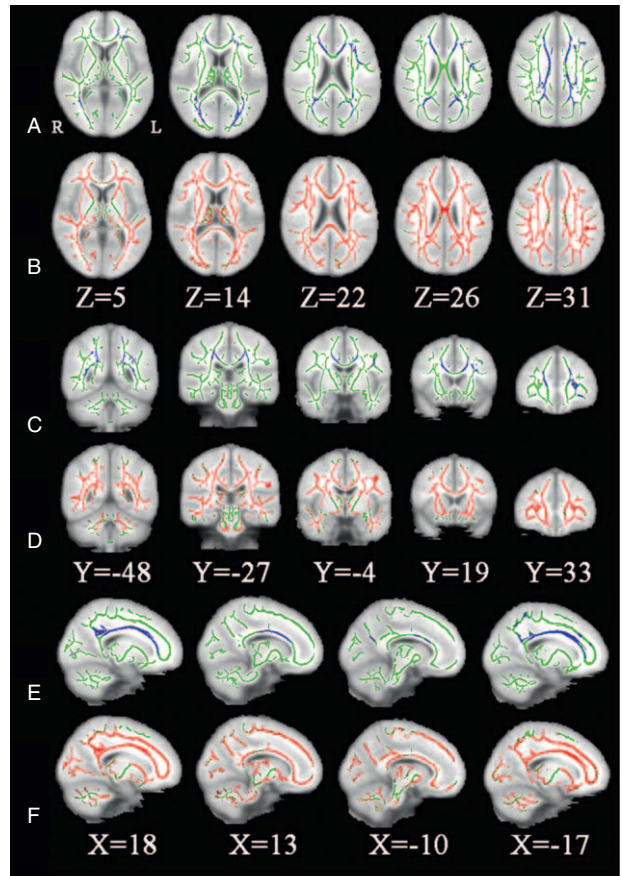 A R L
B
Z=5 Z=14 Z=22 Z=26 Z=31
C
D
Y=-48 Y=-27 Y=-4 Y=19 Y=33
E
F
X=18 X=13 X=-10 X=-17